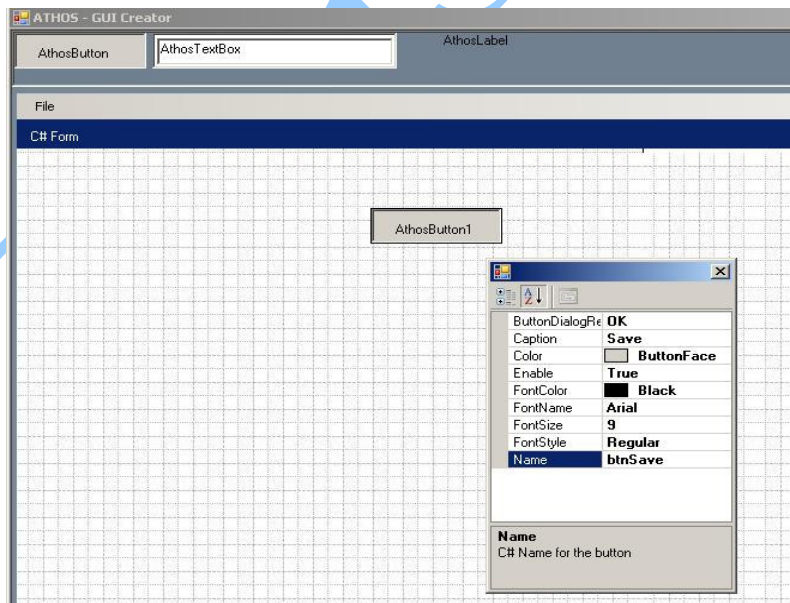 ATHOS - GUI Creator
AthosButton
AthosTextBox
AthosLabel
File
C# Form
AthosButton1
ButtonDialogRe OK
Caption Save
Color ButtonFace
Enable True
FontColor Black
FontName Arial
FontSize 9
FontStyle Regular
Name btnSave
Name
C# Name for the button